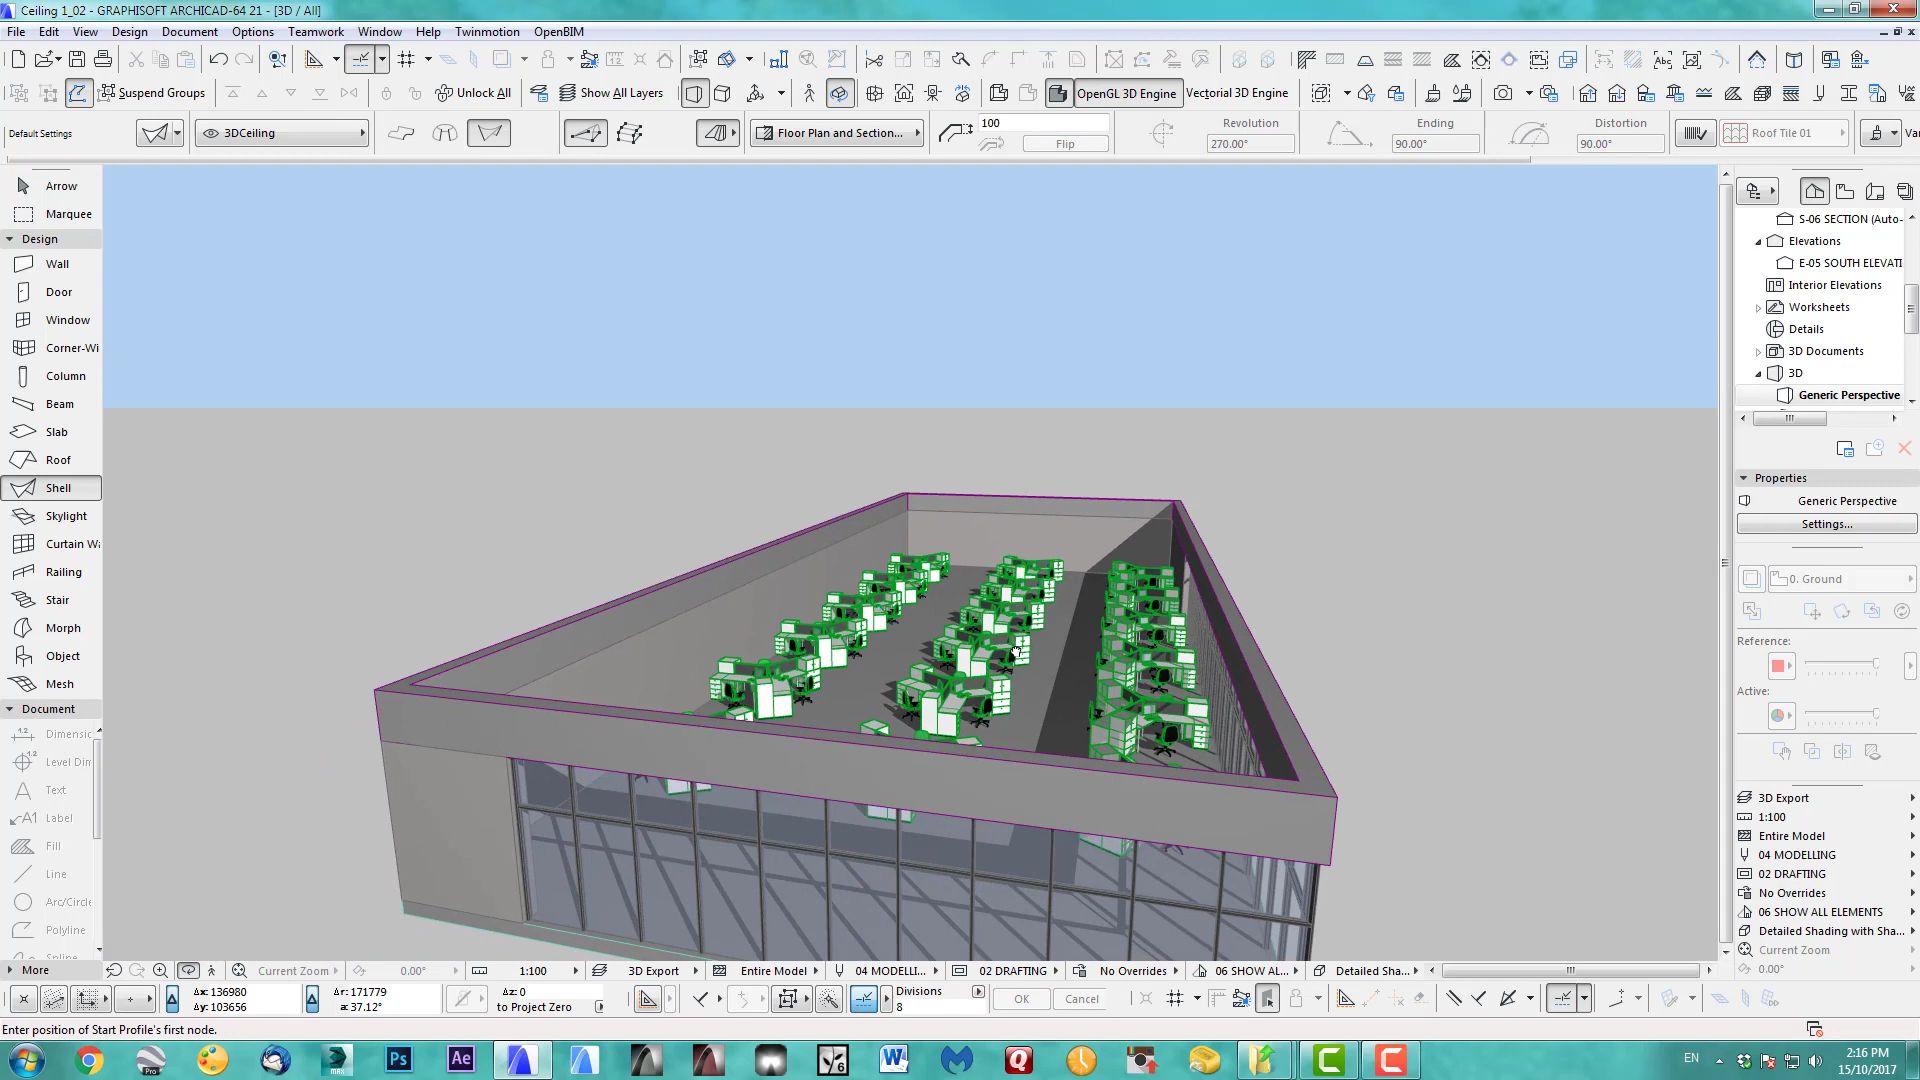 Ceiling 1_02 - GRAPHISOFT ARCHICAD-64 21 - [3D / All]
File Edit View Design Document Options Teamwork Window Help Twinmotion OpenBIM
Suspend Groups
Unlock All
Show All Layers
OpenGL 3D Engine
Vectorial 3D Engine
Default Settings
3DCeiling
Floor Plan and Section...
100
Flip
Revolution
270.00°
Ending
90.00°
Distortion
90.00°
Roof Tile 01
Arrow
Marquee
Design
Wall
Door
Window
Corner-Wi
Column
Beam
Slab
Roof
Shell
Skylight
Curtain Wa
Railing
Stair
Morph
Object
Mesh
Document
Dimensic
Level Dim
Text
Label
Fill
Line
Arc/Circle
Polyline
More
S-06 SECTION (Auto-
Elevations
E-05 SOUTH ELEVATI
Interior Elevations
Worksheets
Details
3D Documents
3D
Generic Perspective
Properties
Generic Perspective
Settings...
0. Ground
Reference:
Active:
3D Export
1:100
Entire Model
04 MODELLING
02 DRAFTING
No Overrides
06 SHOW ALL ELEMENTS
Detailed Shading with Sha...
Current Zoom
0.00°
Current Zoom 0.00° 1:100 3D Export Entire Model 04 MODELLI... 02 DRAFTING No Overrides 06 SHOW AL... Detailed Sha...
Δx: 136980
Δy: 103656
Δr: 171779
a: 37.12°
Δz: 0
to Project Zero
Divisions
8
OK
Cancel
Enter position of Start Profile's first node.
Pro
MAX
Ps
Ae
EN
2:16 PM
15/10/2017